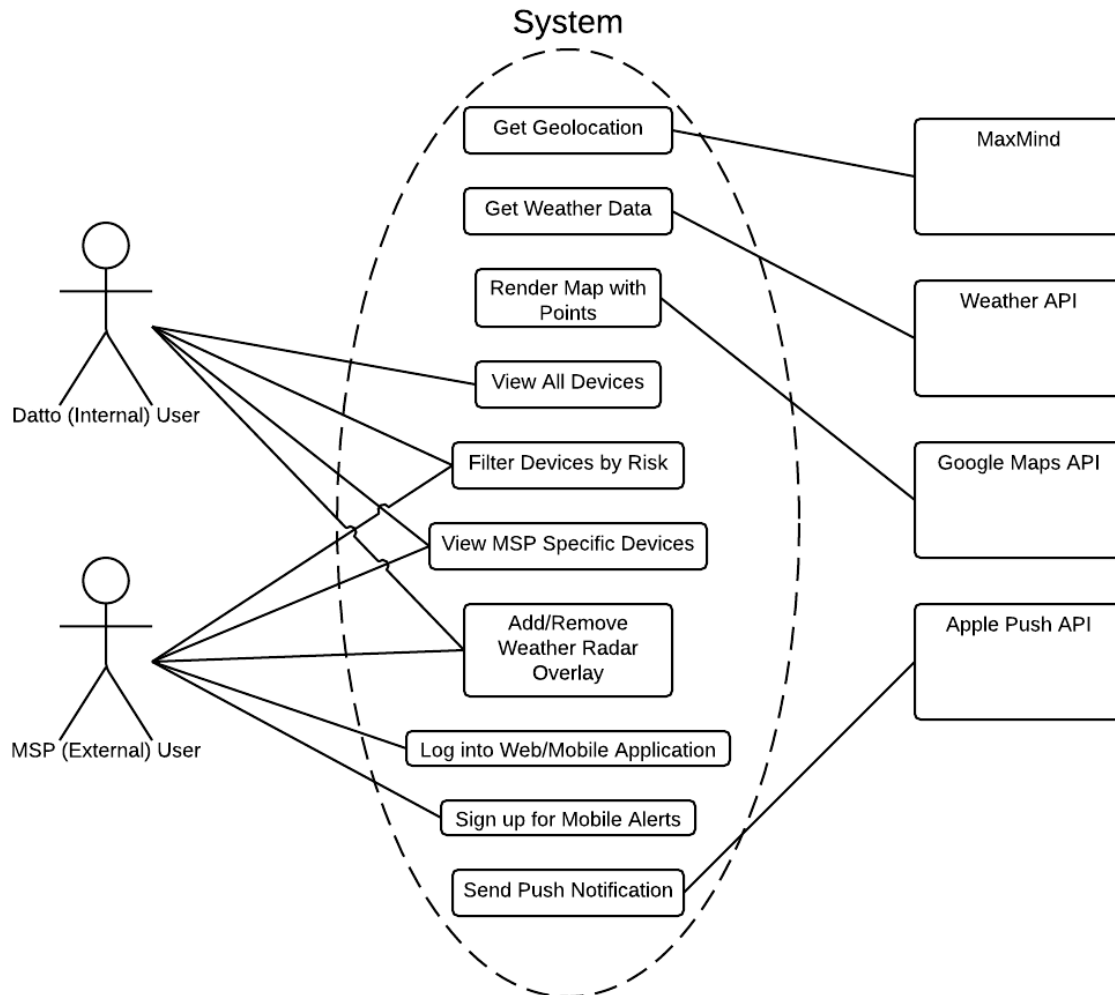 System
Get Geolocation
MaxMind
Get Weather Data
Render Map with
Points
Weather API
View All Devices
Datto (Internal) User
Filter Devices by Risk
Google Maps API
View MSP Specific Devices
Add/Remove
Weather Radar
Overlay
Apple Push API
MSP (External) User
Log into Web/Mobile Application
Sign up for Mobile Alerts
Send Push Notification